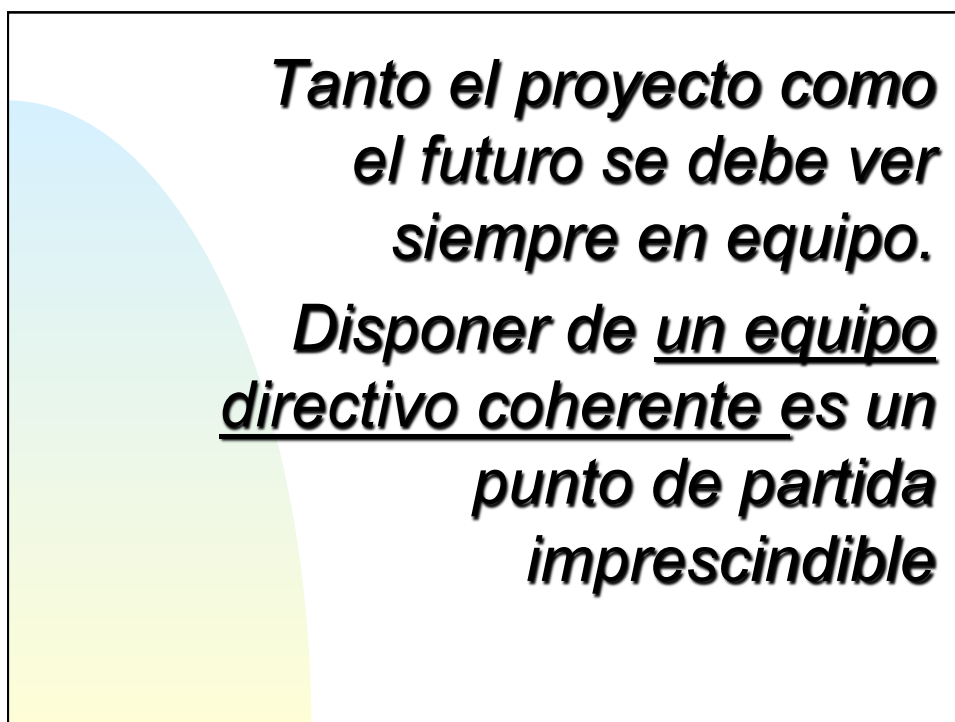 Tanto el proyecto como
el futuro se debe ver
siempre en equipo.
Disponer de un equipo
directivo coherente es un
punto de partida
imprescindible